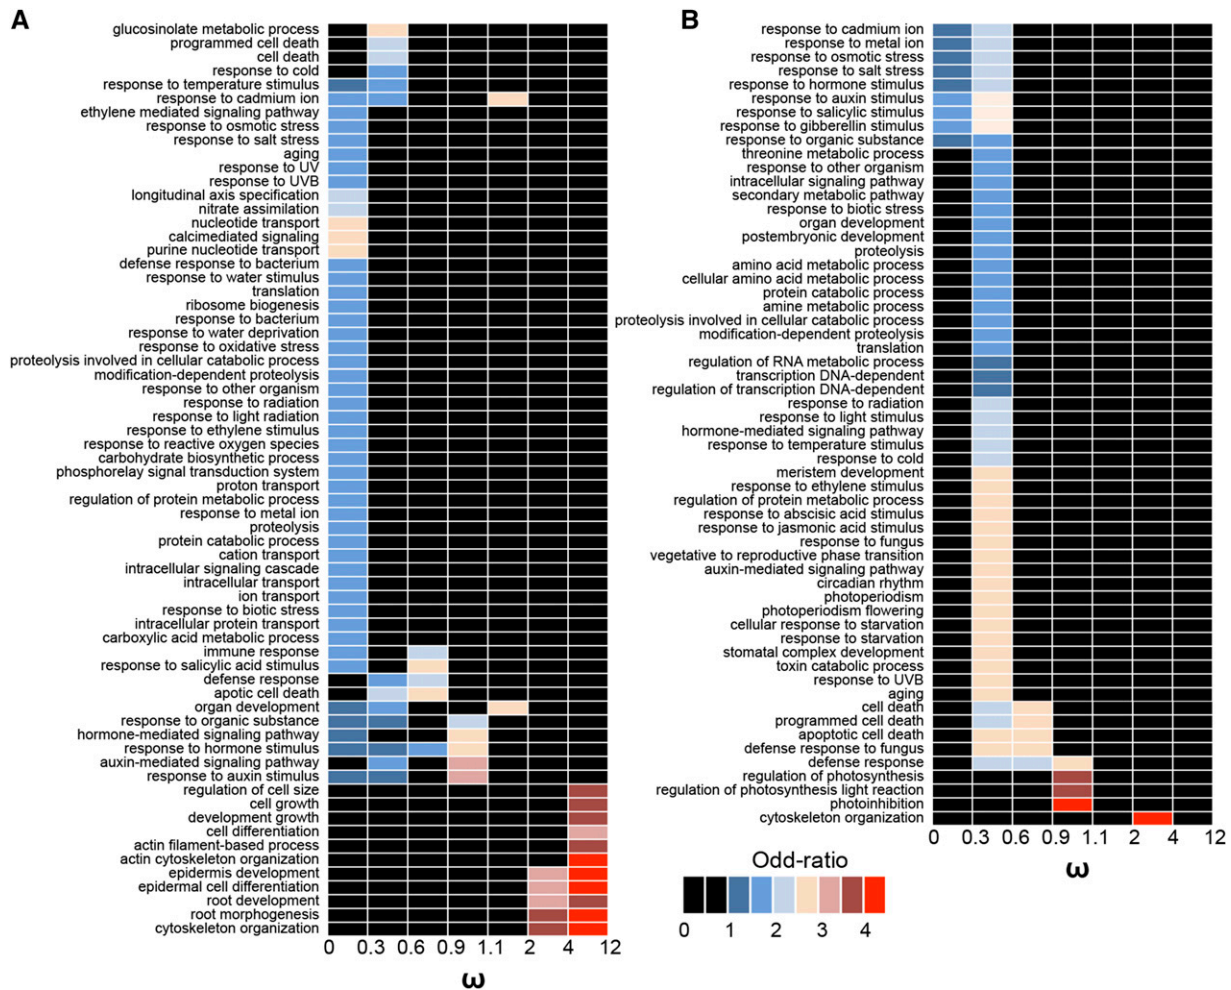 A
glucosinolate metabolic process
programmed cell death
cell death
response to cold
response to temperature stimulus
response to cadmium ion
ethylene mediated signaling pathway
response to osmotic stress
response to salt stress
aging
response to UV
response to UVB
longitudinal axis specification
nitrate assimilation
nucleotide transport
calcimediated signaling
purine nucleotide transport
defense response to bacterium
response to water stimulus
translation
ribosome biogenesis
response to bacterium
response to water deprivation
response to oxidative stress
proteolysis involved in cellular catabolic process
modification-dependent proteolysis
response to other organism
response to radiation
response to light radiation
response to ethylene stimulus
response to reactive oxygen species
carbohydrate biosynthetic process
phosphorelay signal transduction system
proton transport
regulation of protein metabolic process
response to metal ion
proteolysis
protein catabolic process
cation transport
intracellular signaling cascade
intracellular transport
ion transport
response to biotic stress
intracellular protein transport
carboxylic acid metabolic process
immune response
response to salicylic acid stimulus
defense response
apotic cell death
organ development
response to organic substance
hormone-mediated signaling pathway
response to hormone stimulus
auxin-mediated signaling pathway
response to auxin stimulus
regulation of cell size
cell growth
development growth
cell differentiation
actin filament-based process
actin cytoskeleton organization
epidermis development
epidermal cell differentiation
root development
root morphogenesis
cytoskeleton organization
0 0.3 0.6 0.9 1.1 2 4 12
ω
B
response to cadmium ion
response to metal ion
response to osmotic stress
response to salt stress
response to hormone stimulus
response to auxin stimulus
response to salicylic stimulus
response to gibberellin stimulus
response to organic substance
threonine metabolic process
response to other organism
intracellular signaling pathway
secondary metabolic pathway
response to biotic stress
organ development
postembryonic development
proteolysis
amino acid metabolic process
cellular amino acid metabolic process
protein catabolic process
amine metabolic process
proteolysis involved in cellular catabolic process
modification-dependent proteolysis
translation
regulation of RNA metabolic process
transcription DNA-dependent
regulation of transcription DNA-dependent
response to radiation
response to light stimulus
hormone-mediated signaling pathway
response to temperature stimulus
response to cold
meristem development
response to ethylene stimulus
regulation of protein metabolic process
response to abscisic acid stimulus
response to jasmonic acid stimulus
response to fungus
vegetative to reproductive phase transition
auxin-mediated signaling pathway
circadian rhythm
photoperiodism
photoperiodism flowering
cellular response to starvation
response to starvation
stomatal complex development
toxin catabolic process
response to UVB
aging
cell death
programmed cell death
apoptotic cell death
defense response to fungus
defense response
regulation of photosynthesis
regulation of photosynthesis light reaction
photoinhibition
cytoskeleton organization
0 0.3 0.6 0.9 1.1 2 4 12
ω
Odd-ratio
0 1 2 3 4